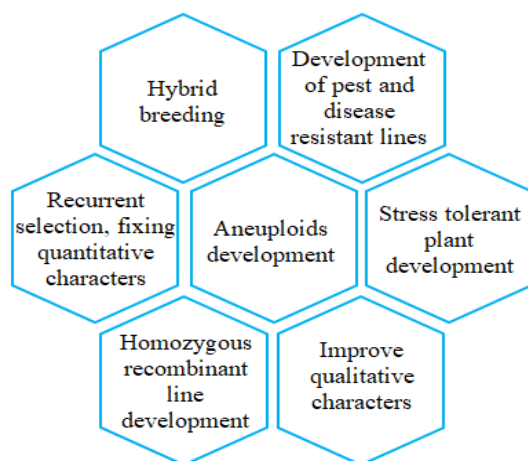 Hybrid
breeding
Development
of pest and
disease
resistant lines
Recurrent
selection, fixing
quantitative
characters
Aneuploids
development
Stress tolerant
plant
development
Homozygous
recombinant
line
development
Improve
qualitative
characters